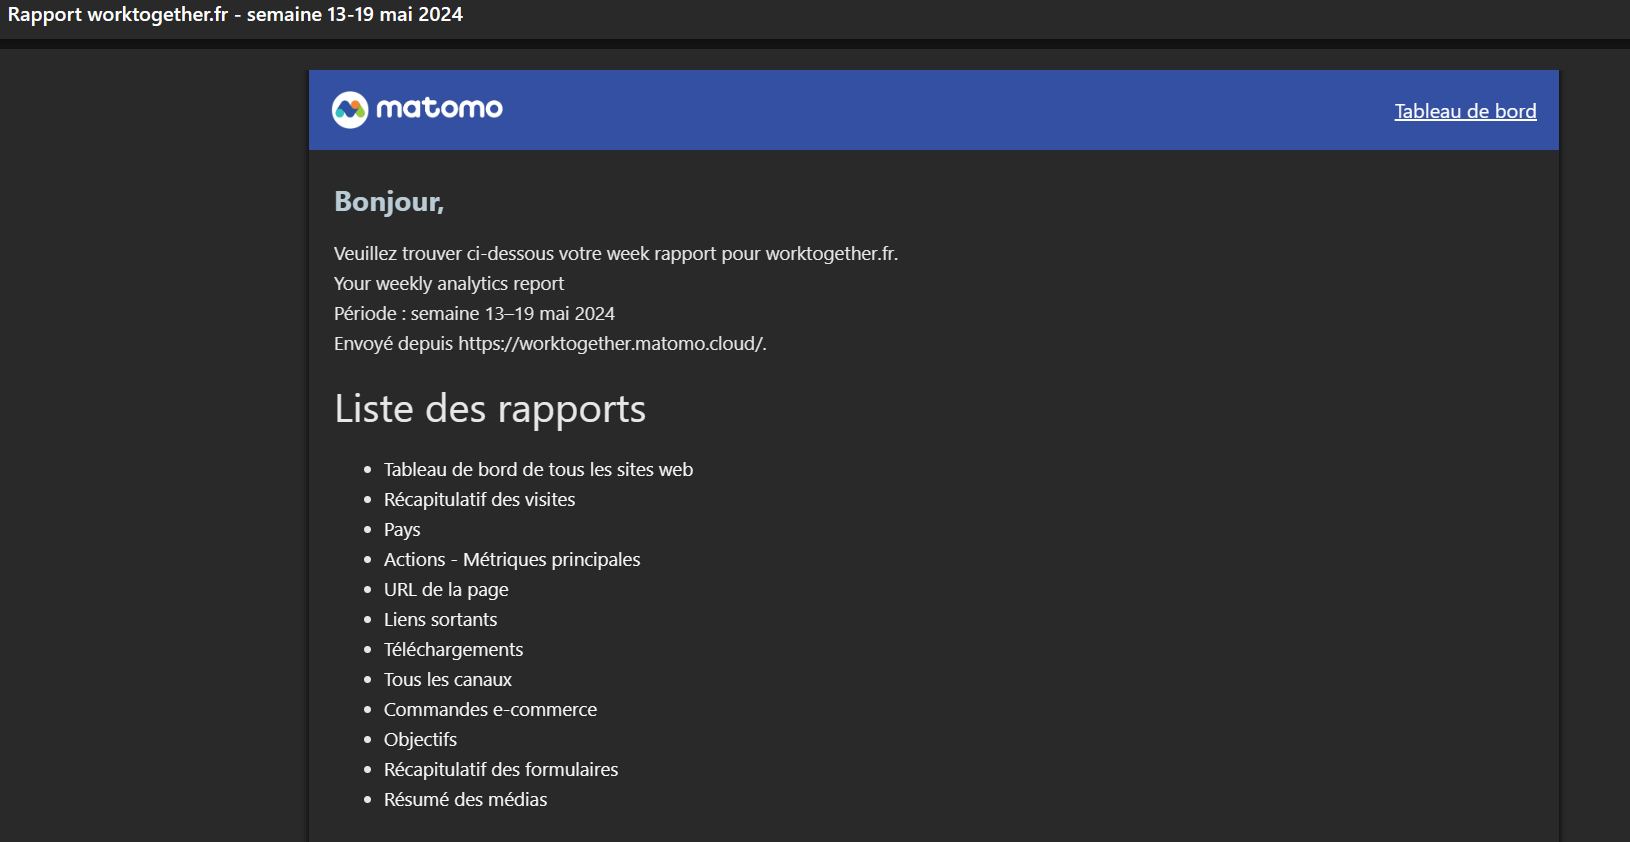 Rapport worktogether.fr - semaine 13-19 mai 2024
matomo
Tableau de bord
Bonjour,
Veuillez trouver ci-dessous votre week rapport pour worktogether.fr.
Your weekly analytics report
Période : semaine 13–19 mai 2024
Envoyé depuis https://worktogether.matomo.cloud/.
Liste des rapports
• Tableau de bord de tous les sites web
• Récapitulatif des visites
• Pays
• Actions - Métriques principales
• URL de la page
• Liens sortants
• Téléchargements
• Tous les canaux
• Commandes e-commerce
• Objectifs
• Récapitulatif des formulaires
• Résumé des médias